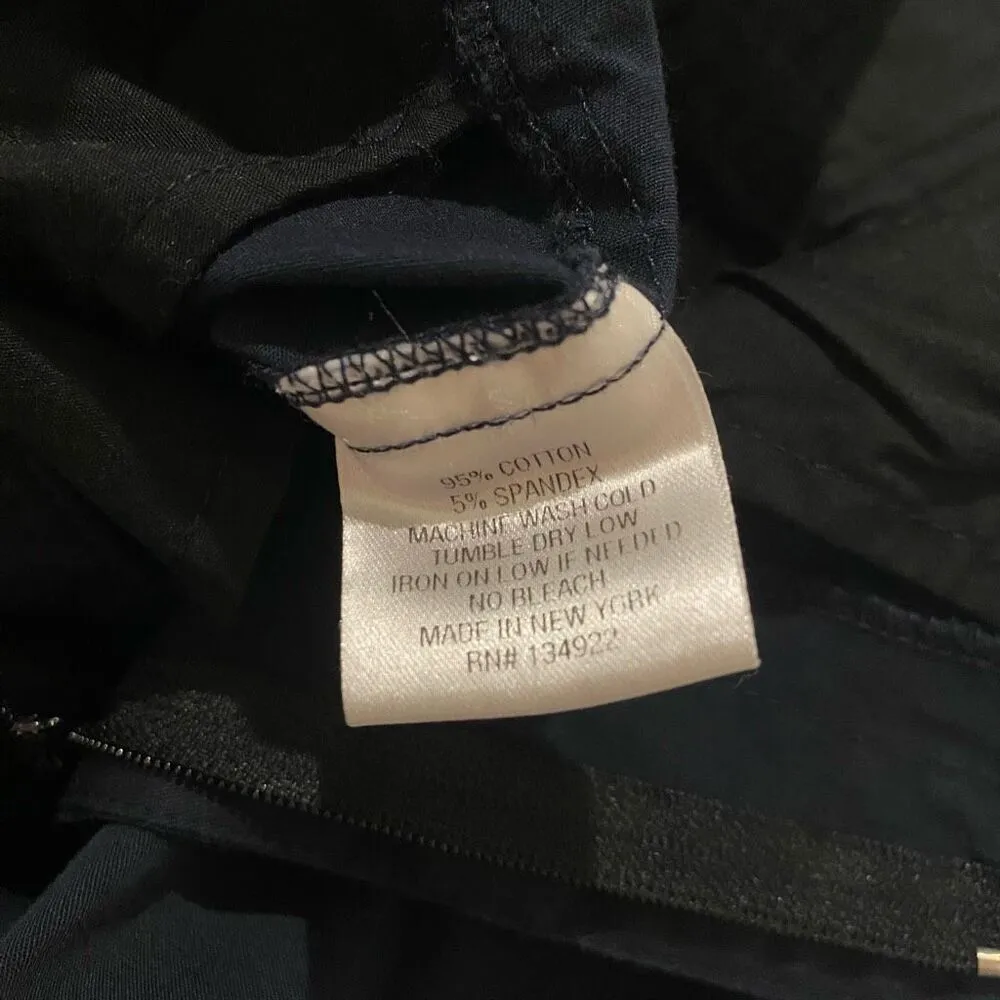 95% COTTON
5% SPANDEX
MACHINE WASH COLD
TUMBLE DRY LOW
IRON ON LOW IF NEEDED
NO BLEACH
MADE IN NEW YORK
RN# 134922